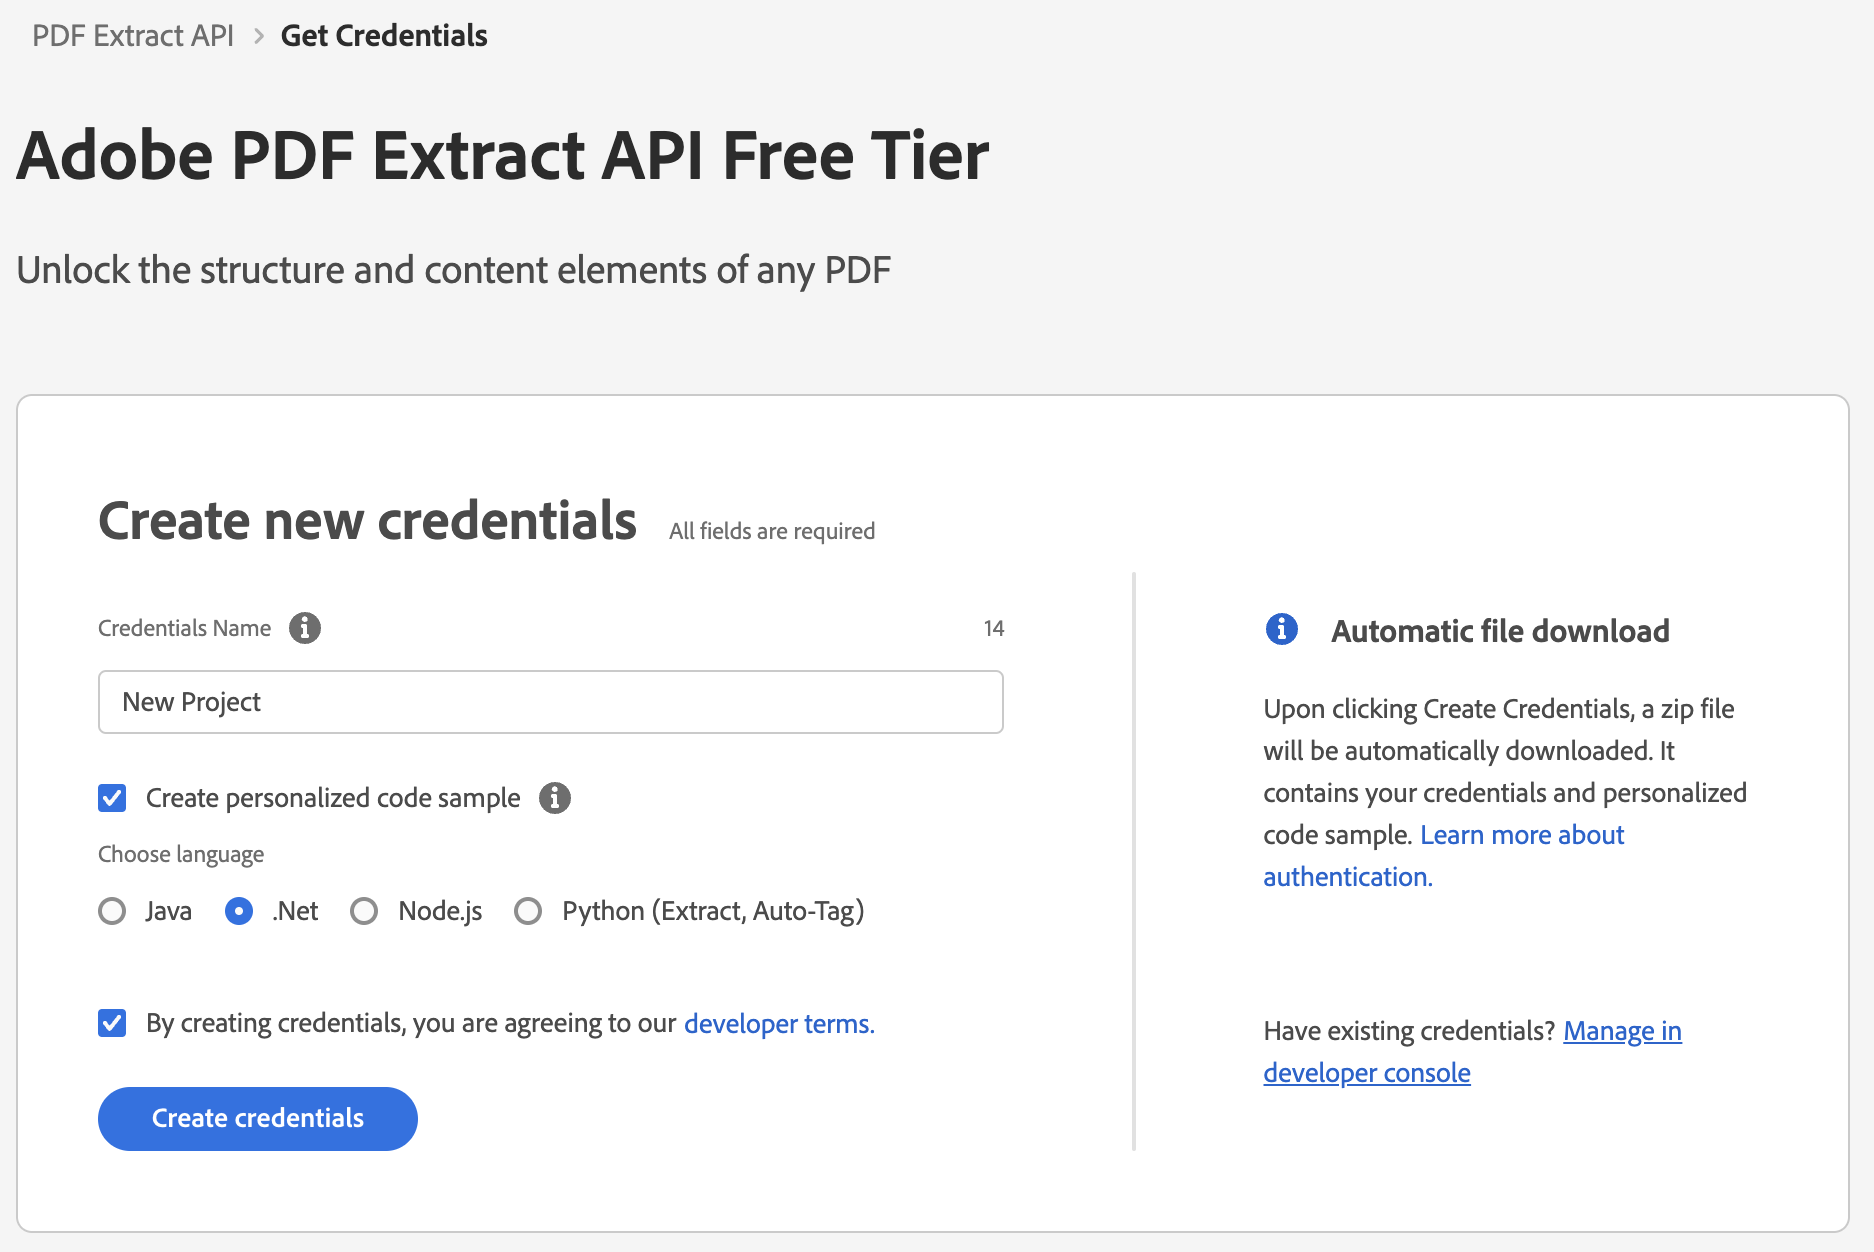 PDF Extract API > Get Credentials
Adobe PDF Extract API Free Tier
Unlock the structure and content elements of any PDF
Create new credentials All fields are required
Credentials Name 14
New Project
Create personalized code sample
Choose language
Java .Net Node.js Python (Extract, Auto-Tag)
By creating credentials, you are agreeing to our developer terms.
Create credentials
Automatic file download
Upon clicking Create Credentials, a zip file
will be automatically downloaded. It
contains your credentials and personalized
code sample. Learn more about
authentication.
Have existing credentials? Manage in
developer console